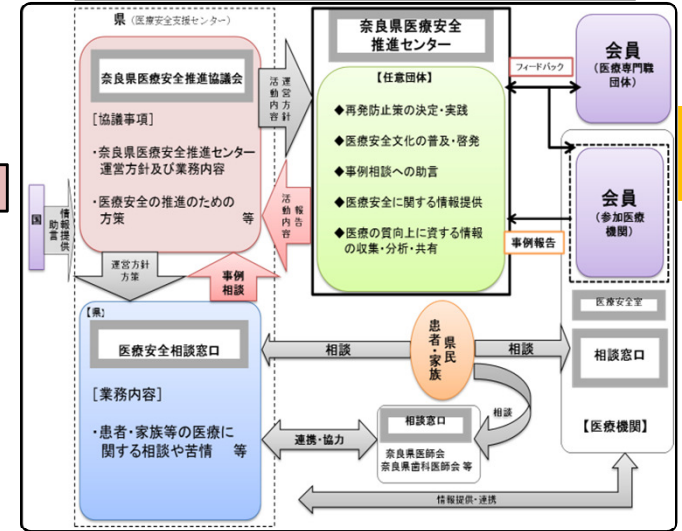 県（医療安全支援センター）
奈良県医療安全推進協議会
［協議事項］
・奈良県医療安全推進センター
運営方針及び業務内容
・医療安全の推進のための
方策　等
国
情報提供
助言
運営方針
活動内容
報告
活動内容
奈良県医療安全
推進センター
【任意団体】
◆再発防止策の決定・実践
◆医療安全文化の普及・啓発
◆事例相談への助言
◆医療安全に関する情報提供
◆医療の質向上に資する情報
の収集・分析・共有
フィードバック
事例報告
会員
（医療専門職
団体）
会員
（参加医療
機関）
医療安全室
相談窓口
【医療機関】
運営方針
方策
事例
相談
【県】
医療安全相談窓口
［業務内容］
・患者・家族等の医療に
関する相談や苦情　等
相談
県民
患者・家族
相談
相談
連携・協力
相談窓口
奈良県医師会
奈良県歯科医師会 等
情報提供・連携